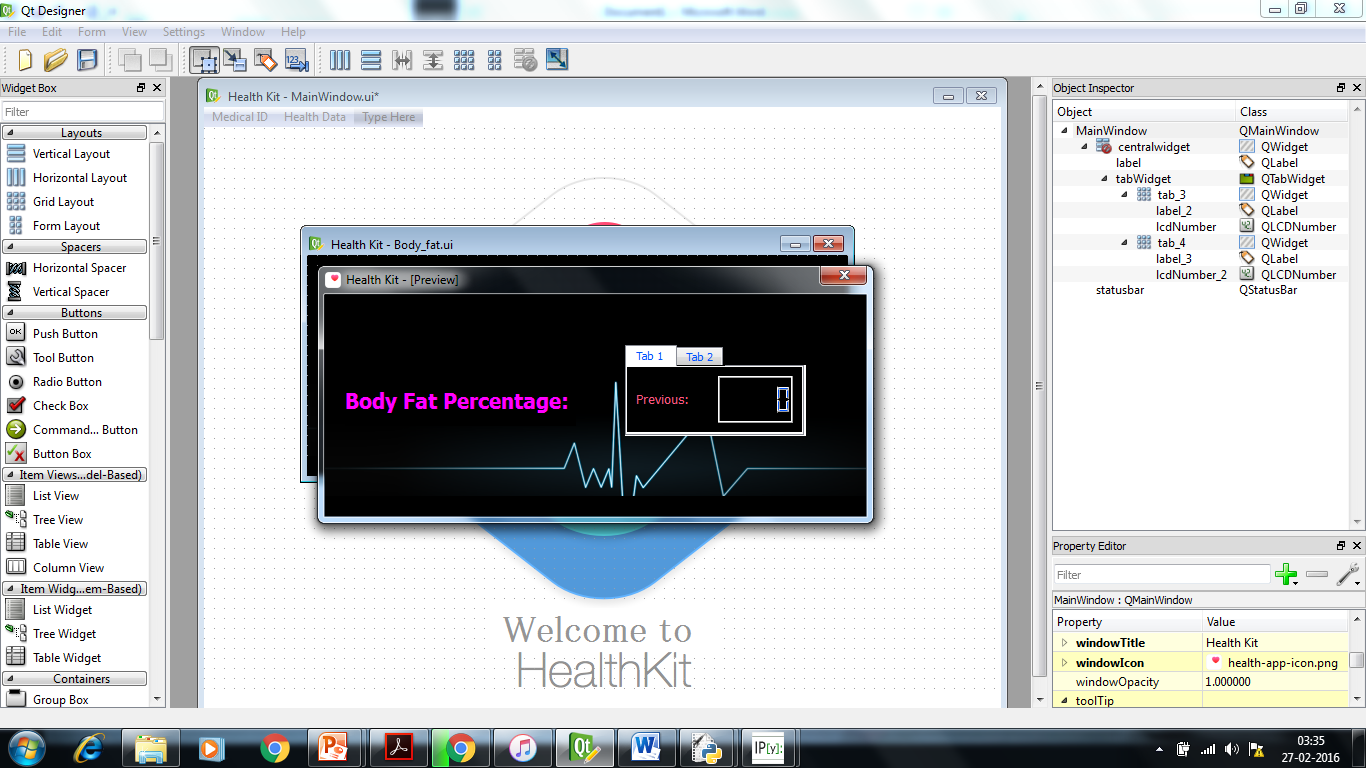 Qt Designer
File Edit Form View Settings Window Help
Widget Box
Filter
Layouts
Vertical Layout
Horizontal Layout
Grid Layout
Form Layout
Spacers
Horizontal Spacer
Vertical Spacer
Buttons
OK Push Button
Tool Button
Radio Button
Check Box
Command... Button
Button Box
Item Views...del-Based)
List View
Tree View
Table View
Column View
Item Widg...em-Based)
List Widget
Tree Widget
Table Widget
Containers
Group Box
Health Kit - MainWindow.ui*
Medical ID Health Data Type Here
Health Kit - Body_fat.ui
Health Kit - [Preview]
Tab 1 Tab 2
Body Fat Percentage:
Previous: 0
Welcome to
HealthKit
Object Inspector
Object Class
MainWindow QMainWindow
centralwidget QWidget
label QLabel
tabWidget QTabWidget
tab_3 QWidget
label_2 QLabel
lcdNumber QLCDNumber
tab_4 QWidget
label_3 QLabel
lcdNumber_2 QLCDNumber
statusbar QStatusBar
Property Editor
Filter
MainWindow : QMainWindow
Property Value
windowTitle Health Kit
windowIcon health-app-icon.png
windowOpacity 1.000000
toolTip
IP[y]:
03:35
27-02-2016